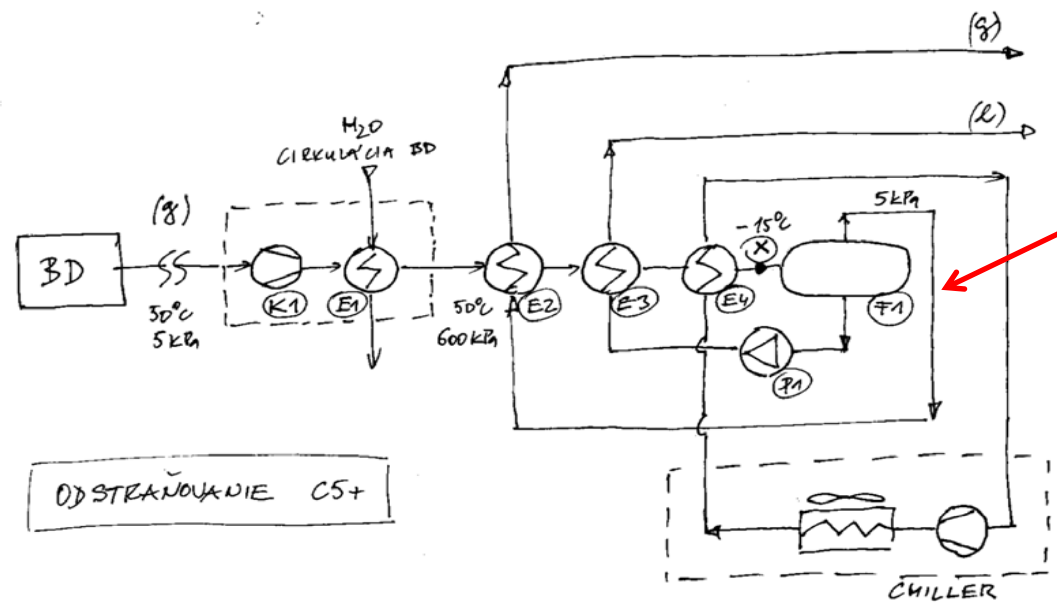 (g)
H2O
CIRKULÁCIA BD
(l)
(g)
5 kPa
-15°C
BD
K1
E1
E2
E3
E4
F1
50°C
5 kPa
50°C
600 kPa
P1
ODSTRAŇOVANIE C5+
CHILLER